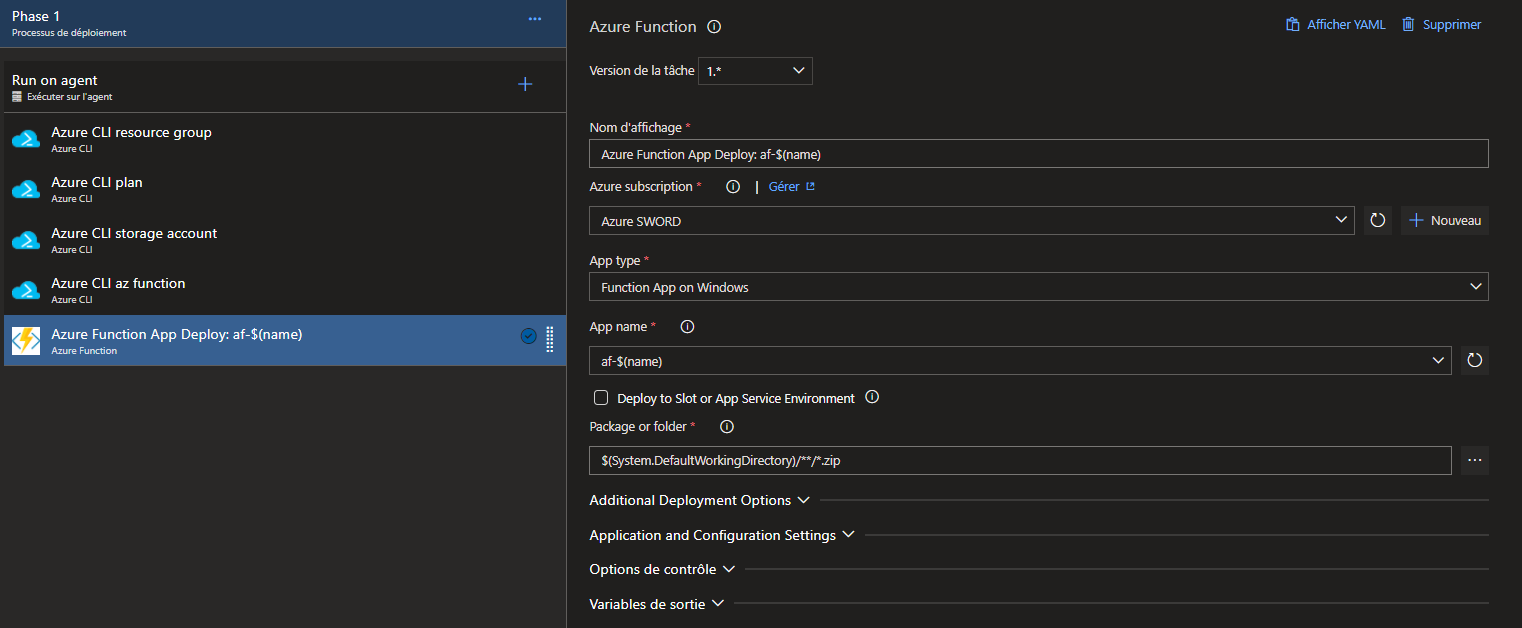 Phase 1
Processus de déploiement
Run on agent
Exécuter sur l'agent
Azure CLI resource group
Azure CLI
Azure CLI plan
Azure CLI
Azure CLI storage account
Azure CLI
Azure CLI az function
Azure CLI
Azure Function App Deploy: af-$(name)
Azure Function
Azure Function
Afficher YAML
Supprimer
Version de la tâche 1.*
Nom d'affichage *
Azure Function App Deploy: af-$(name)
Azure subscription * | Gérer
Azure SWORD
Nouveau
App type *
Function App on Windows
App name *
af-$(name)
Deploy to Slot or App Service Environment
Package or folder *
$(System.DefaultWorkingDirectory)/**/*.zip
Additional Deployment Options
Application and Configuration Settings
Options de contrôle
Variables de sortie